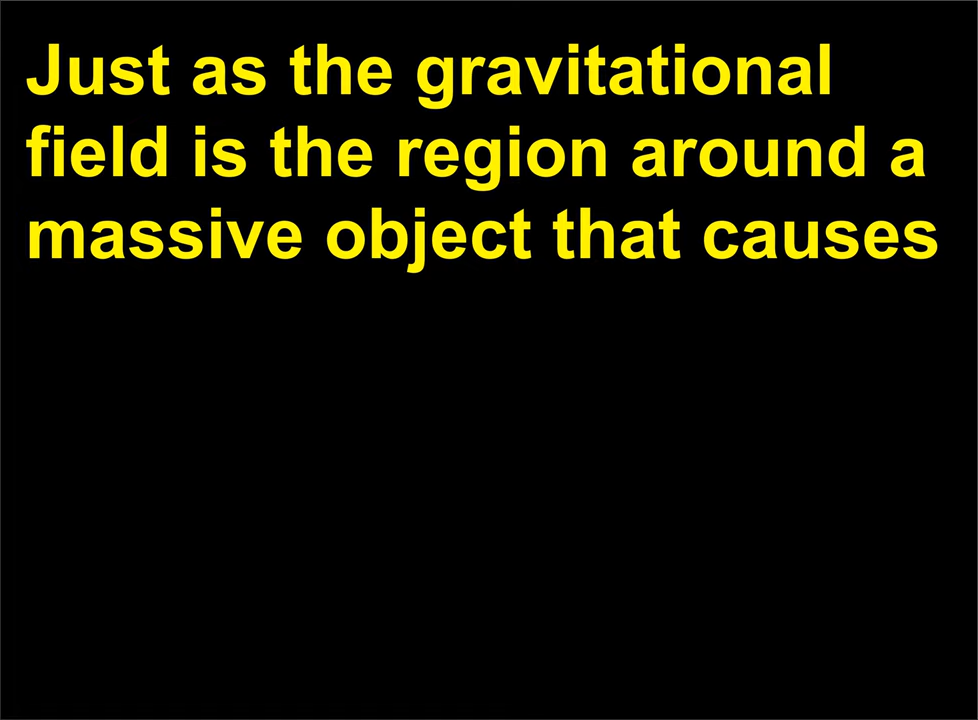 Just as the gravitational
field is the region around a
massive object that causes